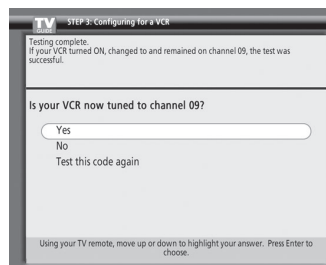 TV
GUIDE
STEP 3: Configuring for a VCR
Testing complete.
If your VCR turned ON, changed to and remained on channel 09, the test was
successful.
Is your VCR now tuned to channel 09?
Yes
No
Test this code again
Using your TV remote, move up or down to highlight your answer. Press Enter to
choose.